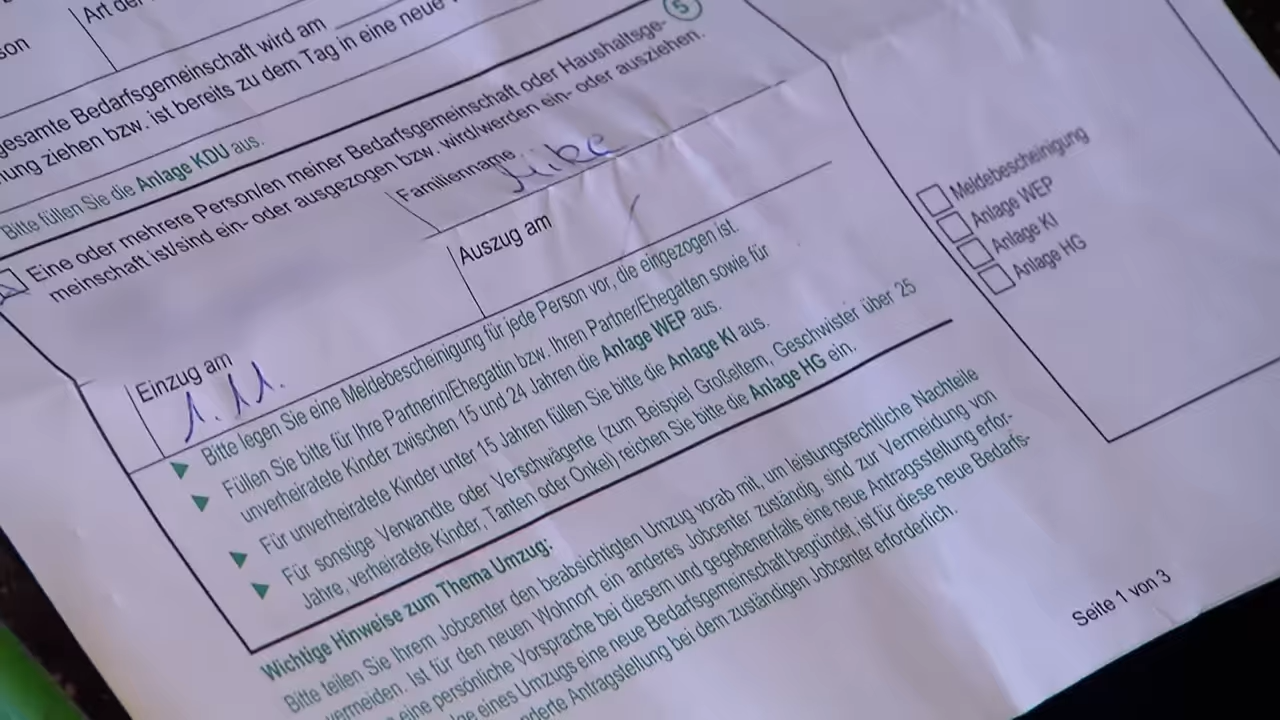 son
Art der
gesamte Bedarfsgemeinschaft wird am
ung ziehen bzw. ist bereits zu dem Tag in eine neue
Bitte füllen Sie die Anlage KDU aus.
5
Eine oder mehrere Person/en meiner Bedarfsgemeinschaft oder Haushaltsge-
meinschaft ist/sind ein- oder ausgezogen bzw. wird/werden ein- oder ausziehen.
Familienname
Mike
Einzug am
1.11.
Auszug am
/
Bitte legen Sie eine Meldebescheinigung für jede Person vor, die eingezogen ist.
Füllen Sie bitte für Ihre Partnerin/Ehegattin bzw. Ihren Partner/Ehegatten sowie für
unverheiratete Kinder zwischen 15 und 24 Jahren die Anlage WEP aus.
Für unverheiratete Kinder unter 15 Jahren füllen Sie bitte die Anlage KI aus.
Für sonstige Verwandte oder Verschwägerte (zum Beispiel Großeltern, Geschwister über 25
Jahre, verheiratete Kinder, Tanten oder Onkel) reichen Sie bitte die Anlage HG ein.
Meldebescheinigung
Anlage WEP
Anlage KI
Anlage HG
Wichtige Hinweise zum Thema Umzug:
Bitte teilen Sie Ihrem Jobcenter den beabsichtigten Umzug vorab mit, um leistungsrechtliche Nachteile
vermeiden. Ist für den neuen Wohnort ein anderes Jobcenter zuständig, sind zur Vermeidung von
eine persönliche Vorsprache bei diesem und gegebenenfalls eine neue Antragsstellung erfor-
ge eines Umzugs eine neue Bedarfsgemeinschaft begründet, ist für diese neue Bedarfs-
nderte Antragstellung bei dem zuständigen Jobcenter erforderlich.
Seite 1 von 3